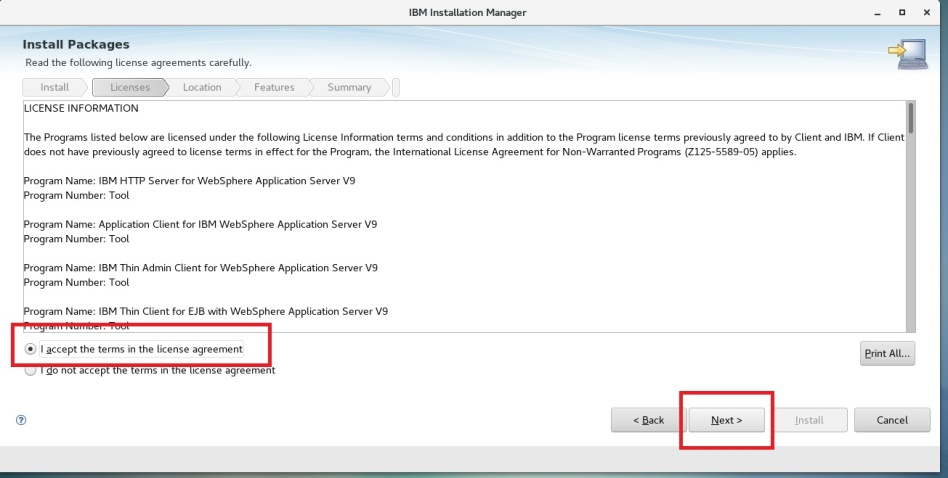 IBM Installation Manager
Install Packages
Read the following license agreements carefully.
Install Licenses Location Features Summary
LICENSE INFORMATION
The Programs listed below are licensed under the following License Information terms and conditions in addition to the Program license terms previously agreed to by Client and IBM. If Client
does not have previously agreed to license terms in effect for the Program, the International License Agreement for Non-Warranted Programs (Z125-5589-05) applies.
Program Name: IBM HTTP Server for WebSphere Application Server V9
Program Number: Tool
Program Name: Application Client for IBM WebSphere Application Server V9
Program Number: Tool
Program Name: IBM Thin Admin Client for WebSphere Application Server V9
Program Number: Tool
Program Name: IBM Thin Client for EJB with WebSphere Application Server V9
Program Number: Tool
I accept the terms in the license agreement
Print All...
I do not accept the terms in the license agreement
? < Back Next > Install Cancel